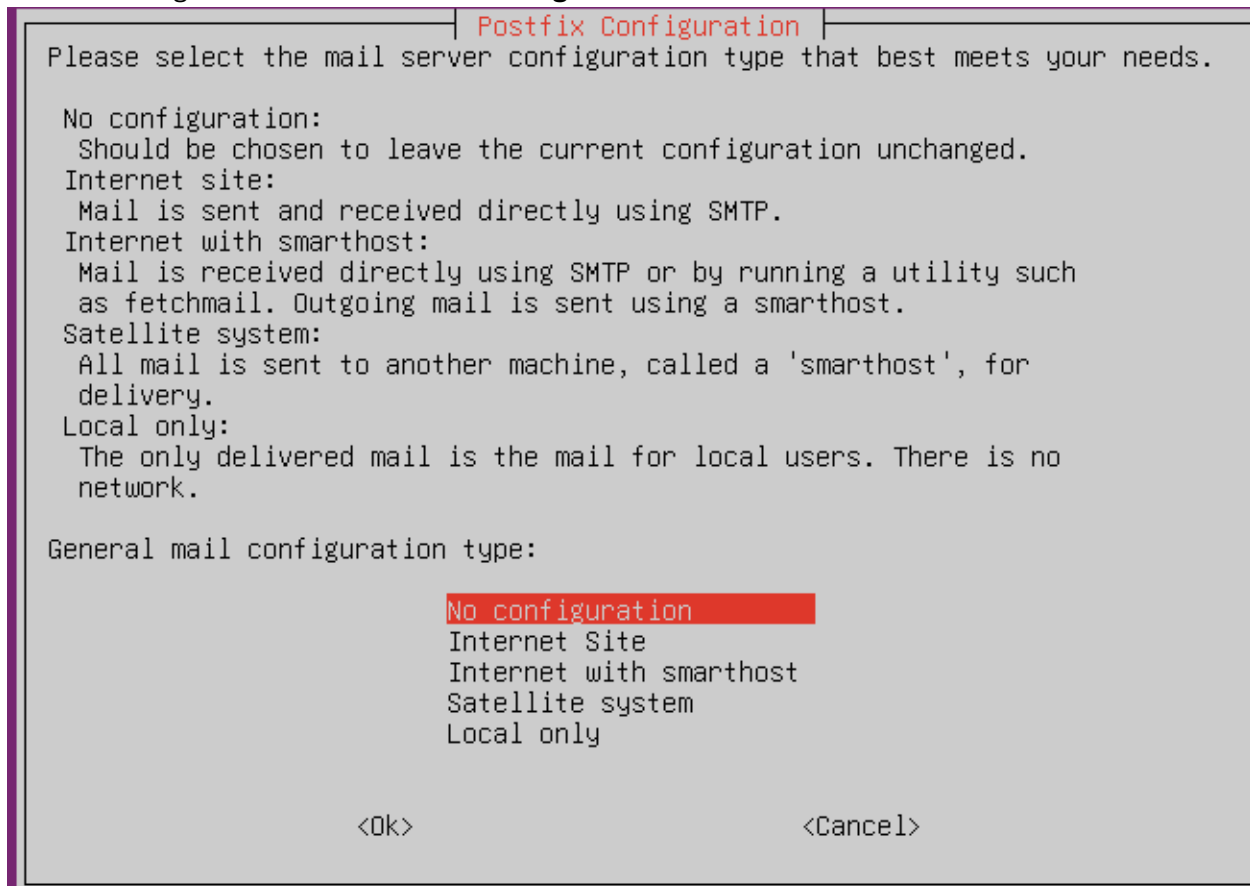 Postfix Configuration
Please select the mail server configuration type that best meets your needs.
No configuration:
Should be chosen to leave the current configuration unchanged.
Internet site:
Mail is sent and received directly using SMTP.
Internet with smarthost:
Mail is received directly using SMTP or by running a utility such
as fetchmail. Outgoing mail is sent using a smarthost.
Satellite system:
All mail is sent to another machine, called a 'smarthost', for
delivery.
Local only:
The only delivered mail is the mail for local users. There is no
network.
General mail configuration type:
No configuration
Internet Site
Internet with smarthost
Satellite system
Local only
<Ok> <Cancel>